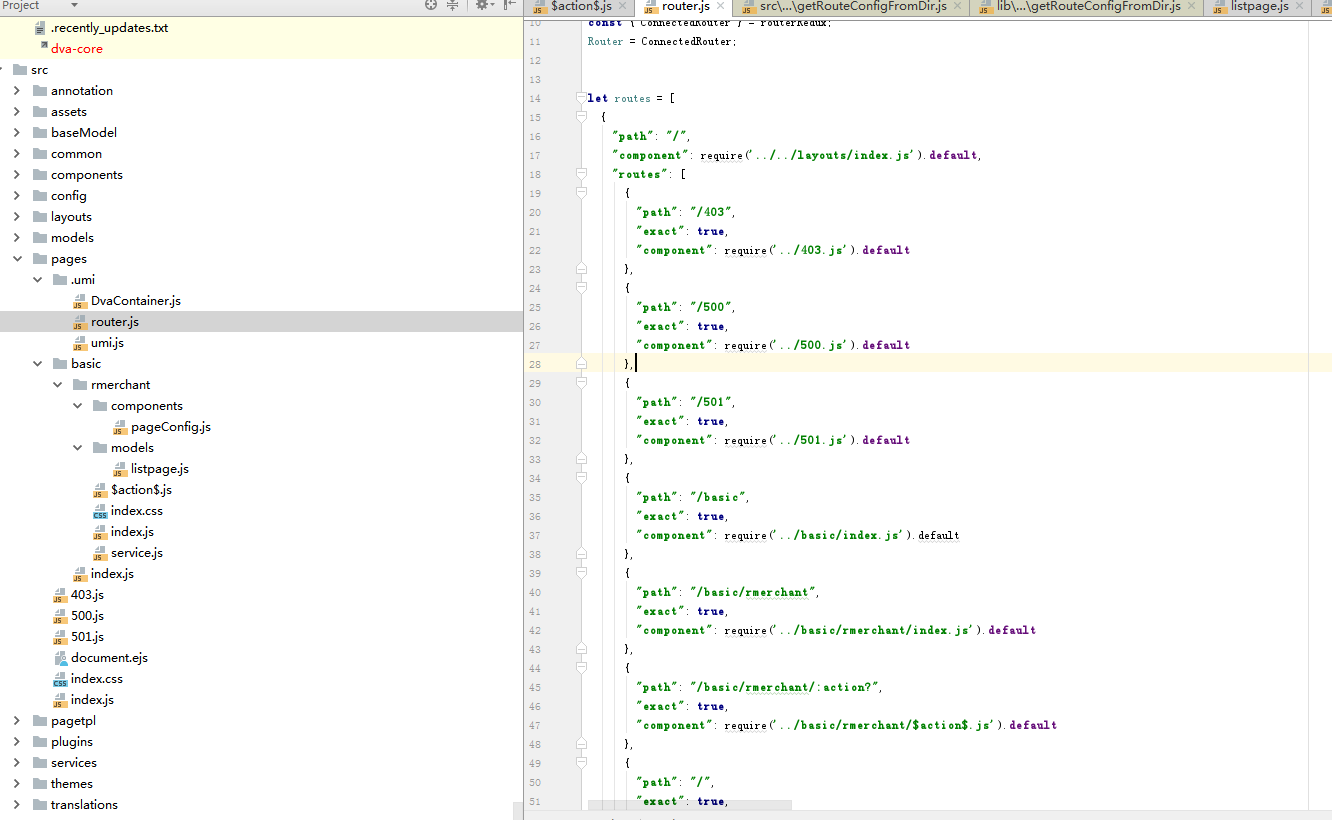 Project
.recently_updates.txt
dva-core
src
annotation
assets
baseModel
common
components
config
layouts
models
pages
.umi
DvaContainer.js
router.js
umi.js
basic
rmerchant
components
pageConfig.js
models
listpage.js
$action$.js
index.css
index.js
service.js
index.js
403.js
500.js
501.js
document.ejs
index.css
index.js
pagetpl
plugins
services
themes
translations
$action$.js
router.js
src\...\getRouteConfigFromDir.js
lib\...\getRouteConfigFromDir.js
listpage.js
10 const { ConnectedRouter } = routerRedux;
11 Router = ConnectedRouter;
12
13
14 let routes = [
15 {
16 "path": "/",
17 "component": require('../../layouts/index.js').default,
18 "routes": [
19 {
20 "path": "/403",
21 "exact": true,
22 "component": require('../403.js').default
23 },
24 {
25 "path": "/500",
26 "exact": true,
27 "component": require('../500.js').default
28 },
29 {
30 "path": "/501",
31 "exact": true,
32 "component": require('../501.js').default
33 },
34 {
35 "path": "/basic",
36 "exact": true,
37 "component": require('../basic/index.js').default
38 },
39 {
40 "path": "/basic/rmerchant",
41 "exact": true,
42 "component": require('../basic/rmerchant/index.js').default
43 },
44 {
45 "path": "/basic/rmerchant/:action?",
46 "exact": true,
47 "component": require('../basic/rmerchant/$action$.js').default
48 },
49 {
50 "path": "/",
51 "exact": true,